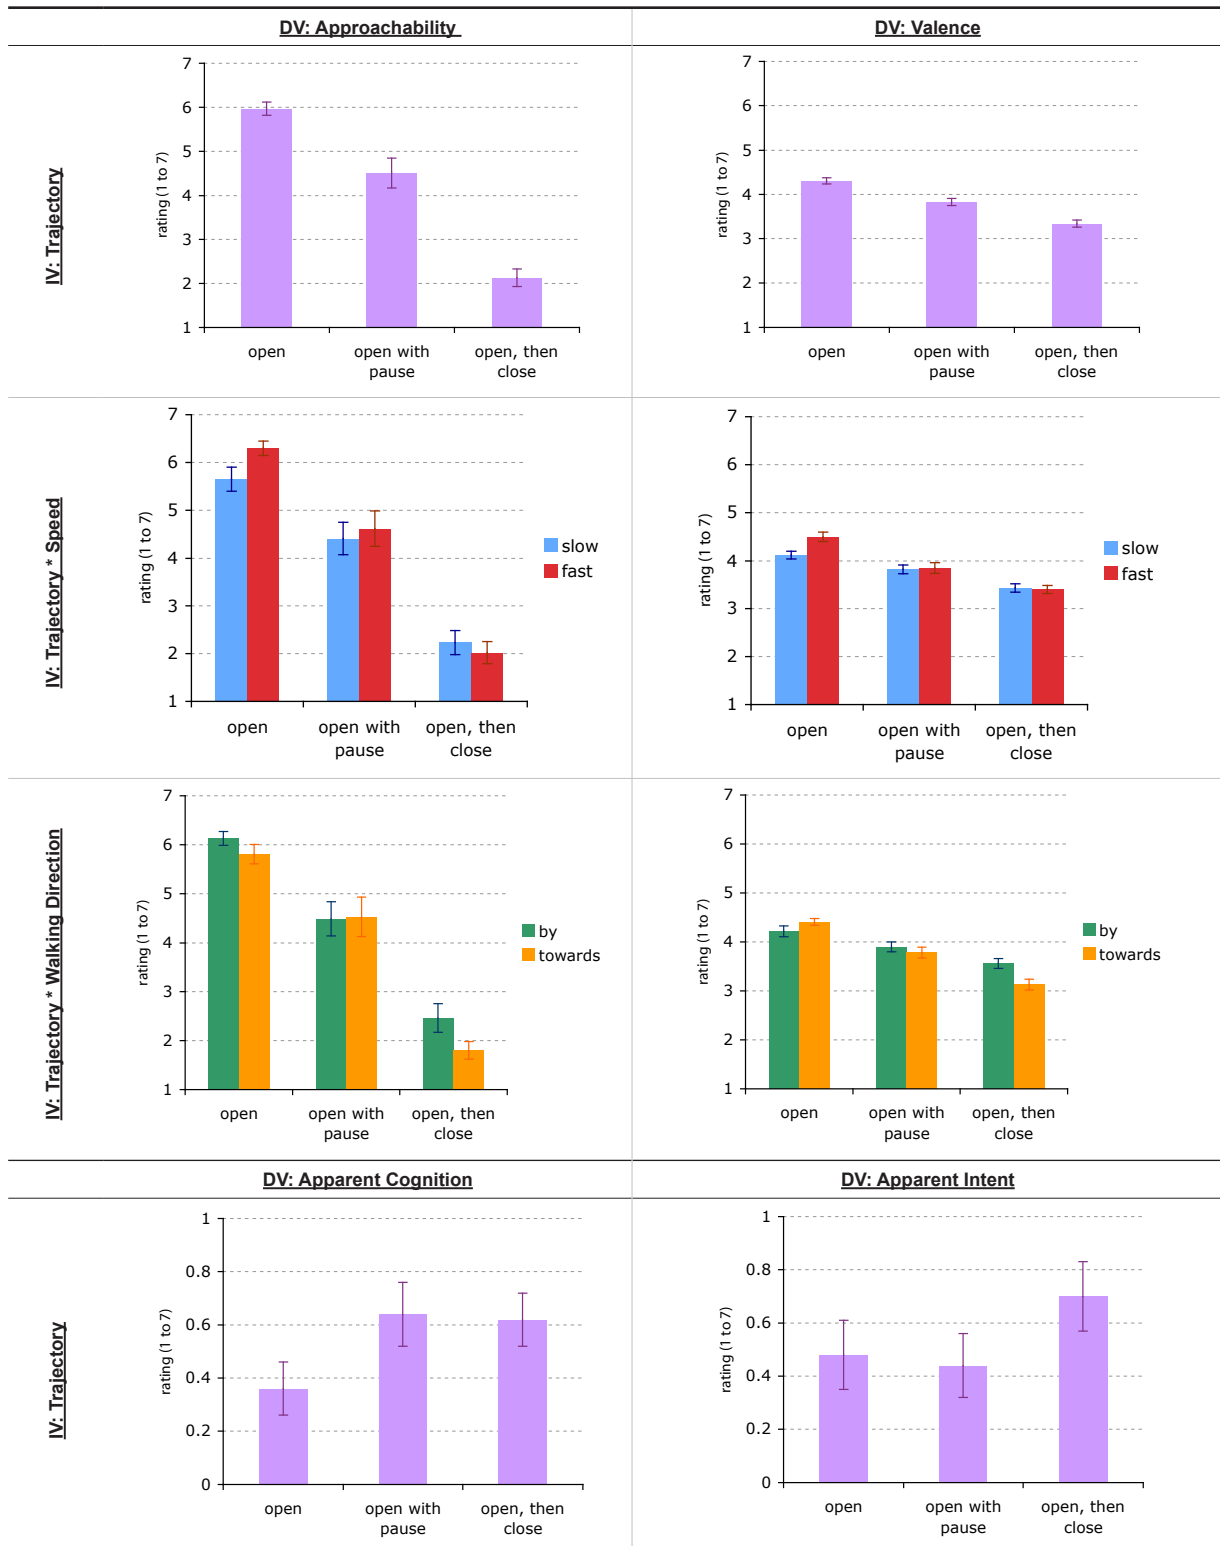 DV: Approachability
DV: Valence
IV: Trajectory
rating (1 to 7)
7
6
5
4
3
2
1
open
open with pause
open, then close
rating (1 to 7)
7
6
5
4
3
2
1
open
open with pause
open, then close
IV: Trajectory * Speed
rating (1 to 7)
7
6
5
4
3
2
1
open
open with pause
open, then close
slow
fast
rating (1 to 7)
7
6
5
4
3
2
1
open
open with pause
open, then close
slow
fast
IV: Trajectory * Walking Direction
rating (1 to 7)
7
6
5
4
3
2
1
open
open with pause
open, then close
by
towards
rating (1 to 7)
7
6
5
4
3
2
1
open
open with pause
open, then close
by
towards
DV: Apparent Cognition
DV: Apparent Intent
IV: Trajectory
rating (1 to 7)
1
0.8
0.6
0.4
0.2
0
open
open with pause
open, then close
rating (1 to 7)
1
0.8
0.6
0.4
0.2
0
open
open with pause
open, then close